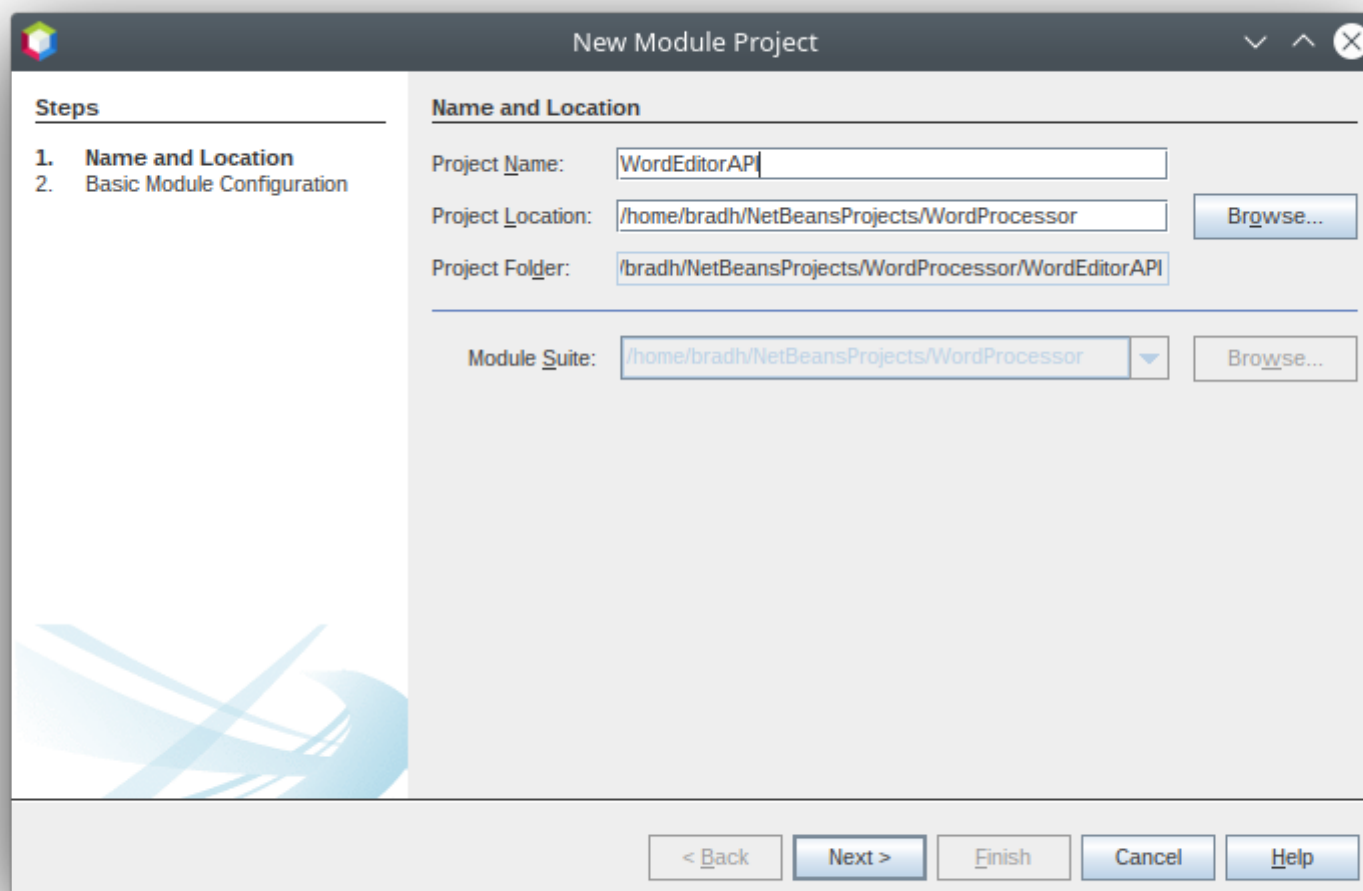 New Module Project
Steps
1. Name and Location
2. Basic Module Configuration
Name and Location
Project Name: WordEditorAPI
Project Location: /home/bradh/NetBeansProjects/WordProcessor Browse...
Project Folder: /bradh/NetBeansProjects/WordProcessor/WordEditorAPI
Module Suite: /home/bradh/NetBeansProjects/WordProcessor Browse...
< Back Next > Finish Cancel Help